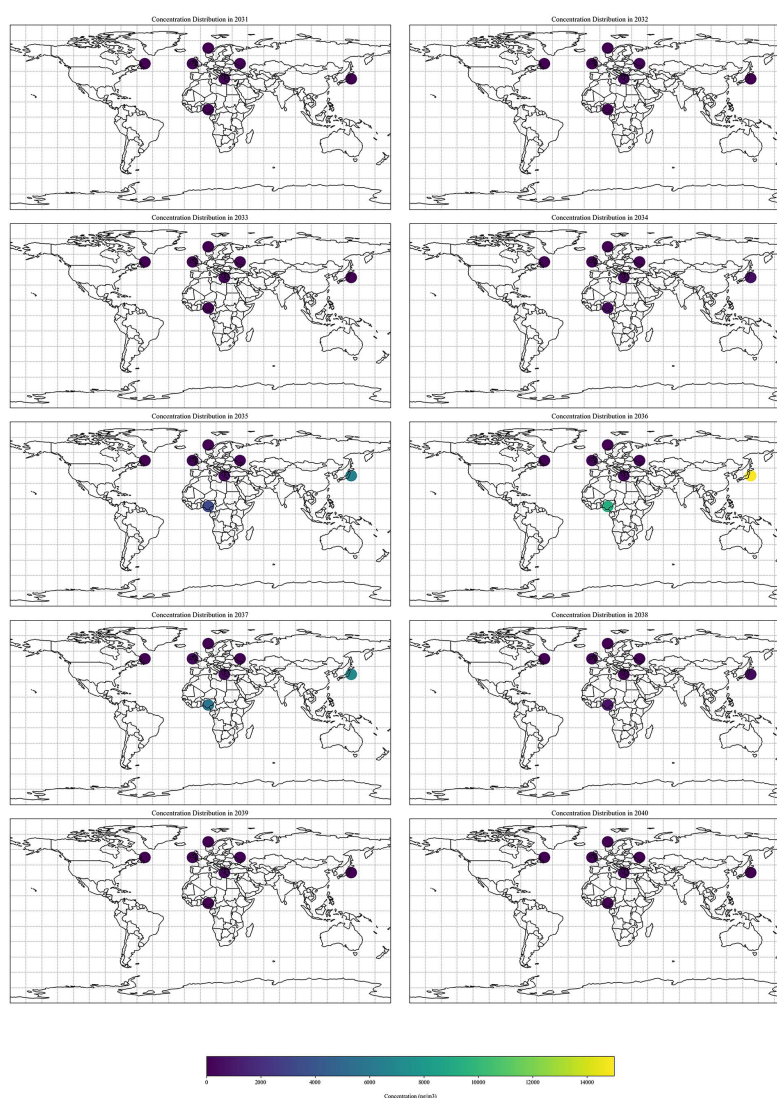 Concentration Distribution in 2031
Concentration Distribution in 2032
Concentration Distribution in 2033
Concentration Distribution in 2034
Concentration Distribution in 2035
Concentration Distribution in 2036
Concentration Distribution in 2037
Concentration Distribution in 2038
Concentration Distribution in 2039
Concentration Distribution in 2040
0 2000 4000 6000 8000 10000 12000 14000
Concentration